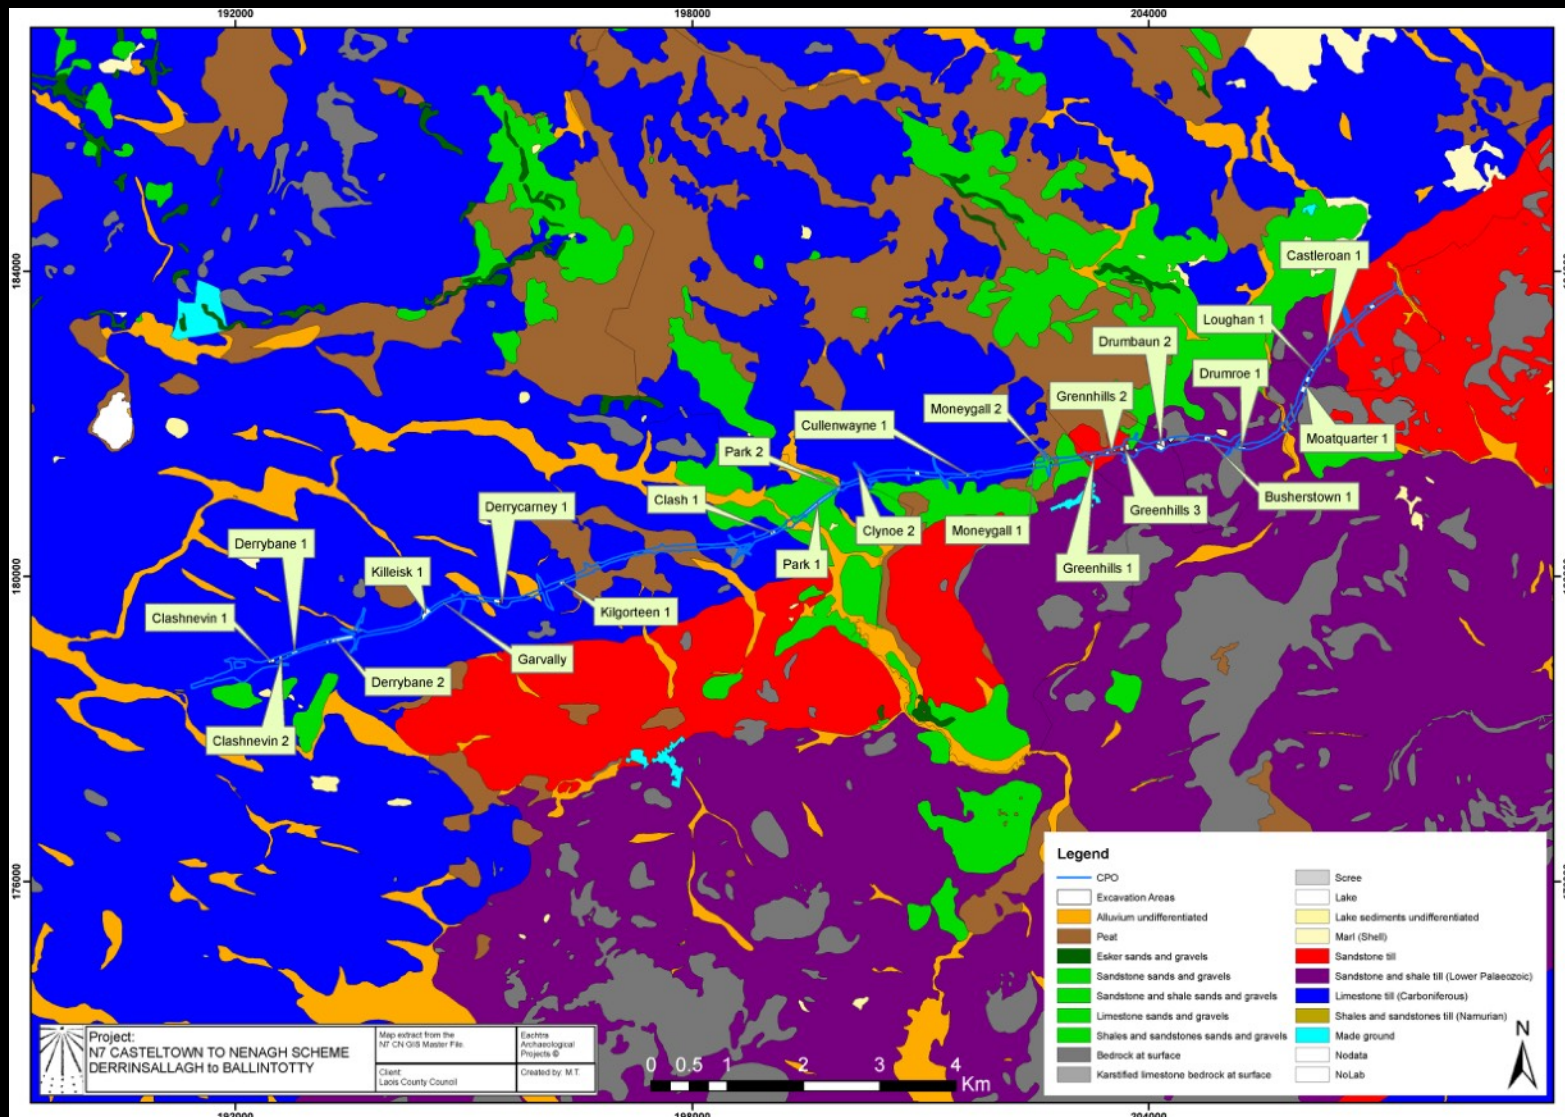 192000
198000
204000
184000
180000
176000
Castleroan 1
Loughan 1
Drumbaun 2
Drumroe 1
Grennhills 2
Moneygall 2
Cullenwayne 1
Park 2
Moatquarter 1
Clash 1
Derrycarney 1
Busherstown 1
Greenhills 3
Clynoe 2
Moneygall 1
Derrybane 1
Park 1
Greenhills 1
Killeisk 1
Kilgorteen 1
Clashnevin 1
Garvally
Derrybane 2
Clashnevin 2
Legend
CPO
Excavation Areas
Alluvium undifferentiated
Peat
Esker sands and gravels
Sandstone sands and gravels
Sandstone and shale sands and gravels
Limestone sands and gravels
Shales and sandstones sands and gravels
Bedrock at surface
Karstified limestone bedrock at surface
Scree
Lake
Lake sediments undifferentiated
Marl (Shell)
Sandstone till
Sandstone and shale till (Lower Palaeozoic)
Limestone till (Carboniferous)
Shales and sandstones till (Namurian)
Made ground
Nodata
NoLab
N
Project:
N7 CASTELTOWN TO NENAGH SCHEME
DERRINSALLAGH to BALLINTOTTY
Map extract from the
N7 CN GIS Master File.
Client:
Laois County Council
Eachtra
Archaeological
Projects ©
Created by: M.T.
0 0.5 1 2 3 4
Km
192000
198000
204000